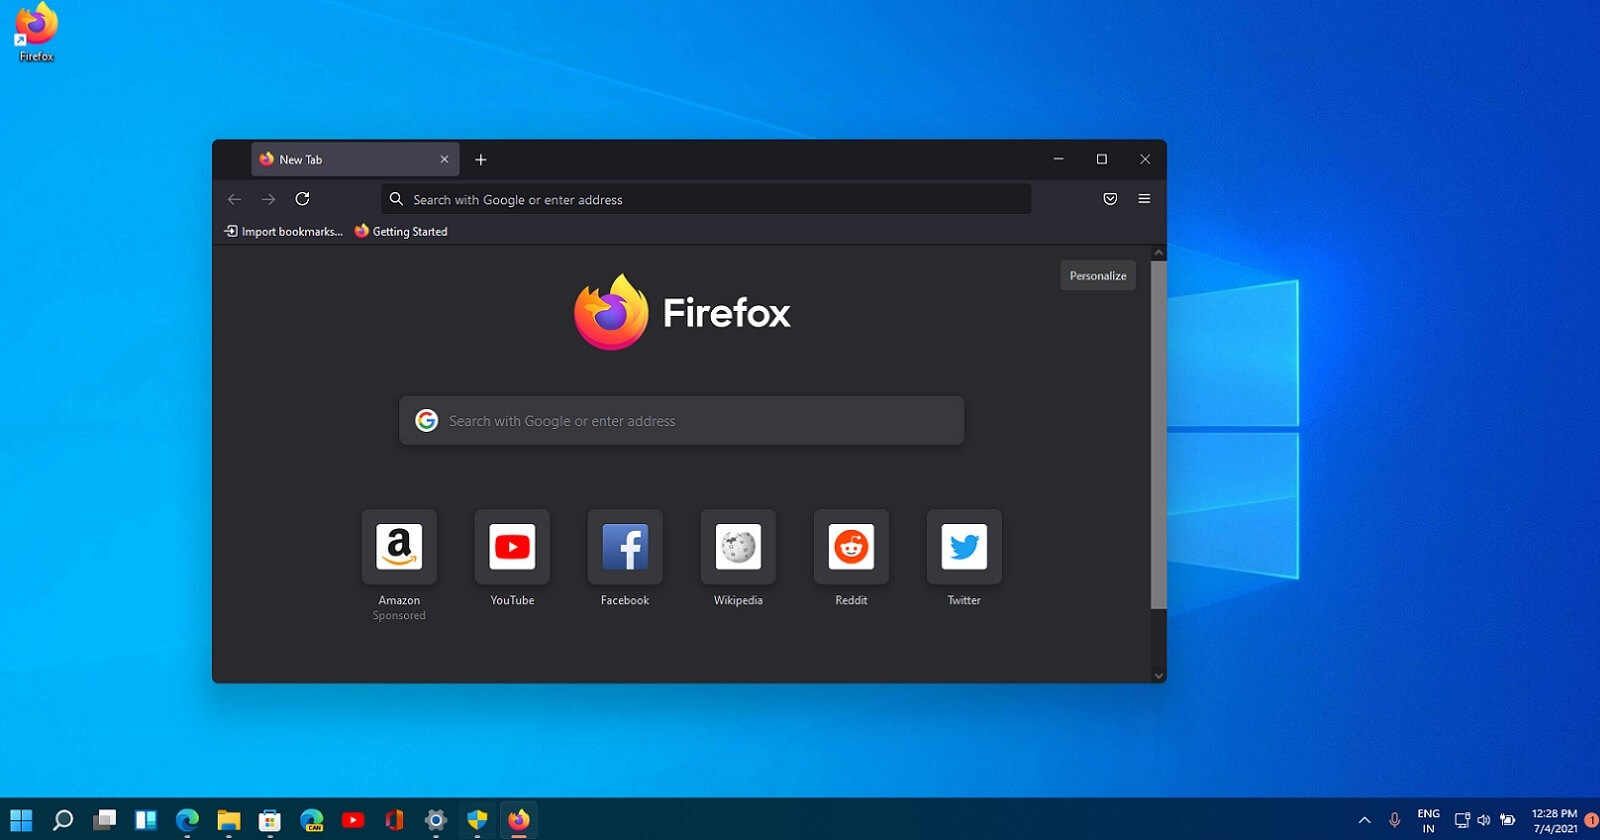 Firefox
New Tab
Search with Google or enter address
Import bookmarks...
Getting Started
Personalize
Firefox
Search with Google or enter address
Amazon
Sponsored
YouTube
Facebook
Wikipedia
Reddit
Twitter
CAN
ENG
IN
12:28 PM
7/4/2021
1